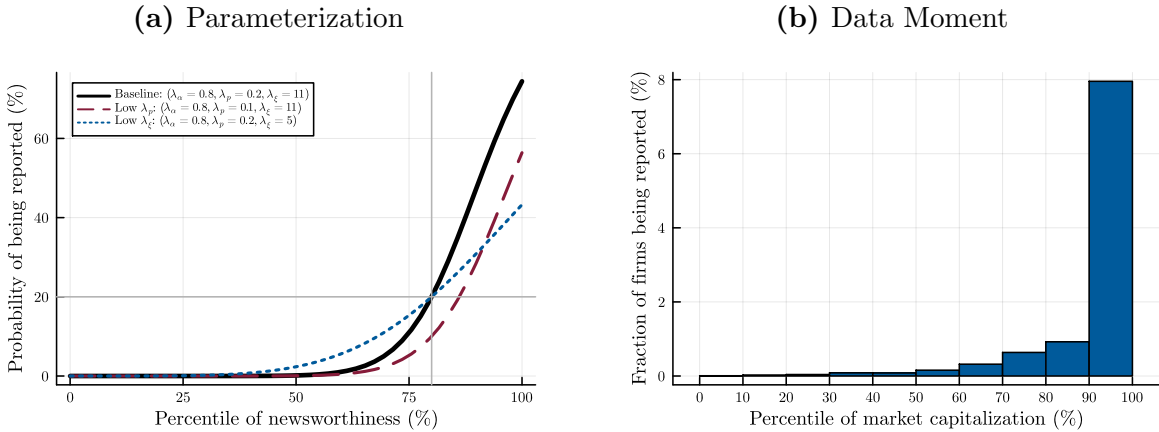 (a) Parameterization
Probability of being reported (%)
60
40
20
0
Baseline: (λα = 0.8, λp = 0.2, λξ = 11)
Low λp: (λα = 0.8, λp = 0.1, λξ = 11)
Low λξ: (λα = 0.8, λp = 0.2, λξ = 5)
0 25 50 75 100
Percentile of newsworthiness (%)
(b) Data Moment
Fraction of firms being reported (%)
8
6
4
2
0
0 10 20 30 40 50 60 70 80 90 100
Percentile of market capitalization (%)